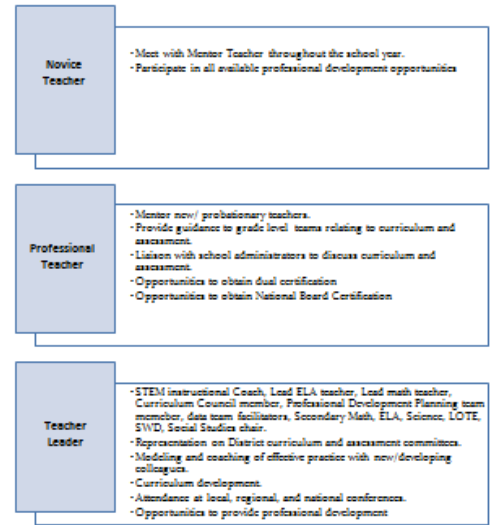 Novice
Teacher
·Meet with Mentor Teacher throughout the school year.
·Participate in all available professional development opportunities
Professional
Teacher
·Mentor new/ probationary teachers.
·Provide guidance to grade level teams relating to curriculum and
assessment.
·Liaison with school administrators to discuss curriculum and
assessment.
·Opportunities to obtain dual certification
·Opportunities to obtain National Board Certification
Teacher
Leader
·STEM instructional Coach, Lead ELA teacher, Lead math teacher,
Curriculum Council member, Professional Development Planning team
memeber, data team facilitators, Secondary Math, ELA, Science, LOTE,
SWD, Social Studies chair.
·Representation on District curriculum and assessment committees.
·Modeling and coaching of effective practice with new/developing
colleagues.
·Curriculum development.
·Attendance at local, regional, and national conferences.
·Opportunities to provide professional development